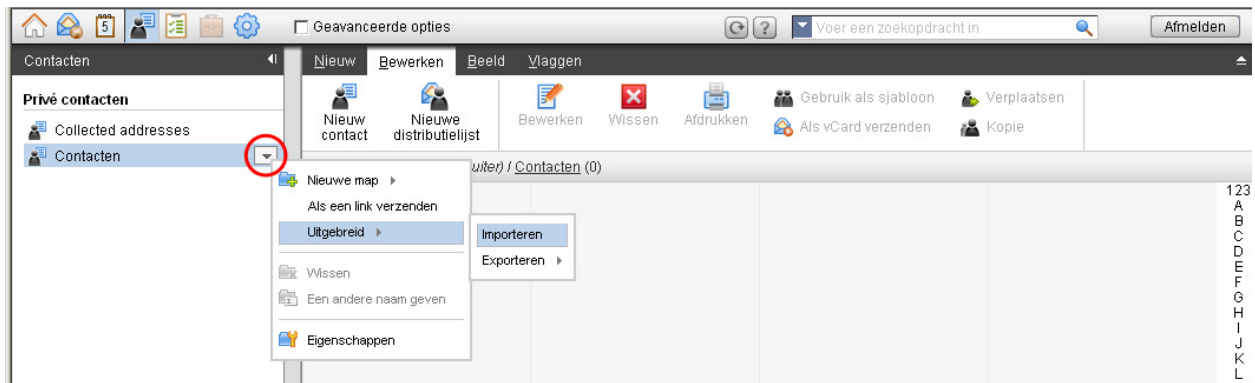 5 Geavanceerde opties ? Voer een zoekopdracht in Afmelden
Contacten Nieuw Bewerken Beeld Vlaggen
Privé contacten
Collected addresses
Contacten
Nieuw contact
Nieuwe distributielijst
Bewerken
Wissen
Afdrukken
Gebruik als sjabloon
Als vCard verzenden
Verplaatsen
Kopie
uiter) / Contacten (0)
Nieuwe map
Als een link verzenden
Uitgebreid
Wissen
Een andere naam geven
Eigenschappen
Importeren
Exporteren
123
A
B
C
D
E
F
G
H
I
J
K
L